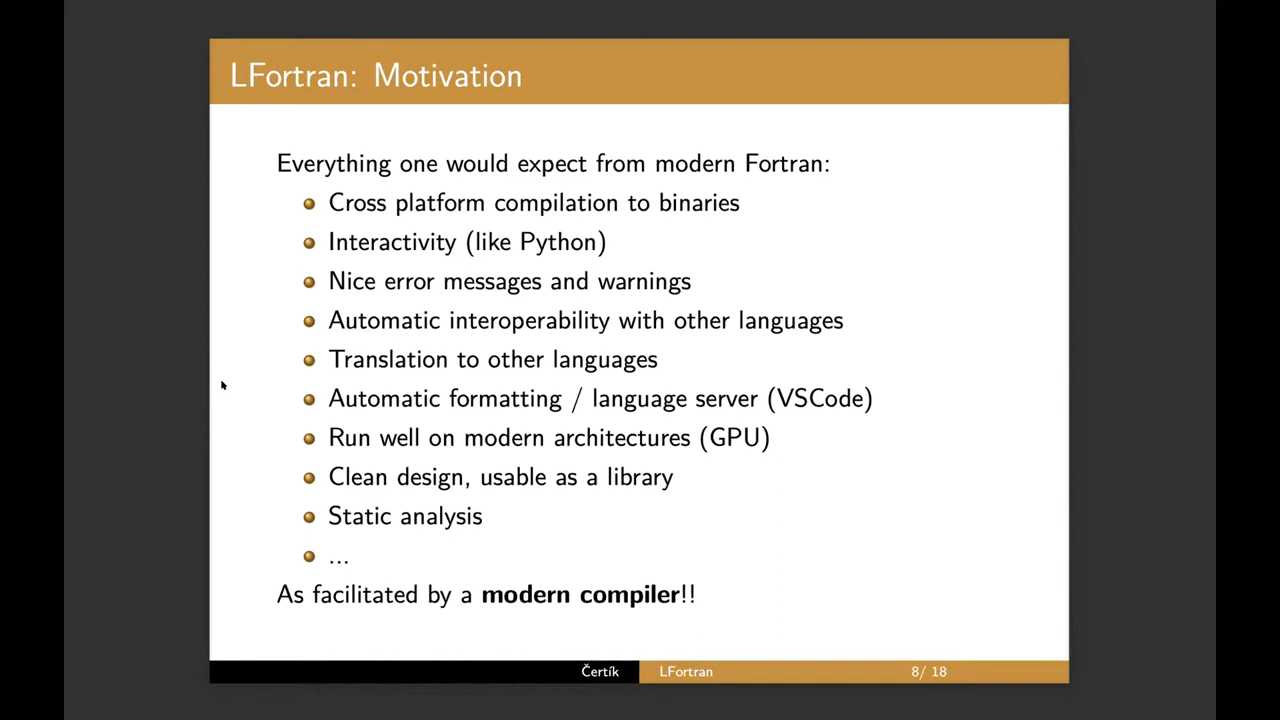 LFortran: Motivation
Everything one would expect from modern Fortran:
Cross platform compilation to binaries
Interactivity (like Python)
Nice error messages and warnings
Automatic interoperability with other languages
Translation to other languages
Automatic formatting / language server (VSCode)
Run well on modern architectures (GPU)
Clean design, usable as a library
Static analysis
...
As facilitated by a modern compiler!!
Čertík LFortran 8/ 18